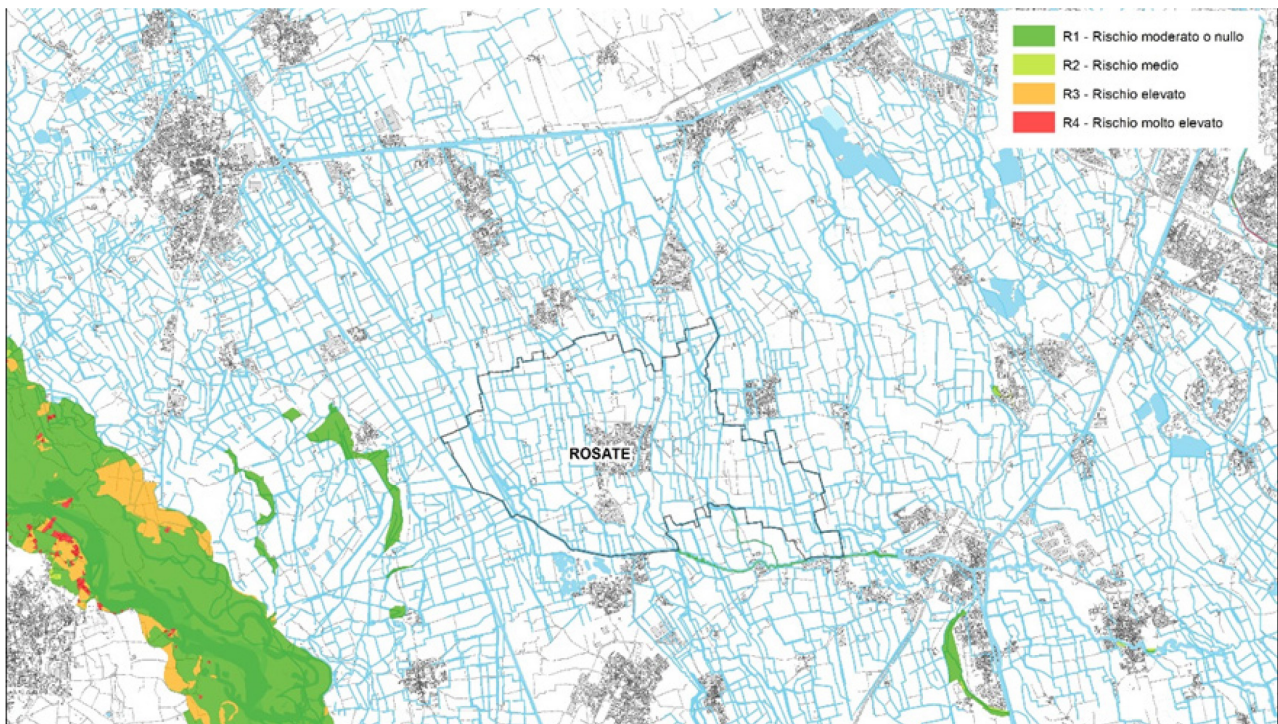 R1 - Rischio moderato o nullo
R2 - Rischio medio
R3 - Rischio elevato
R4 - Rischio molto elevato
ROSATE